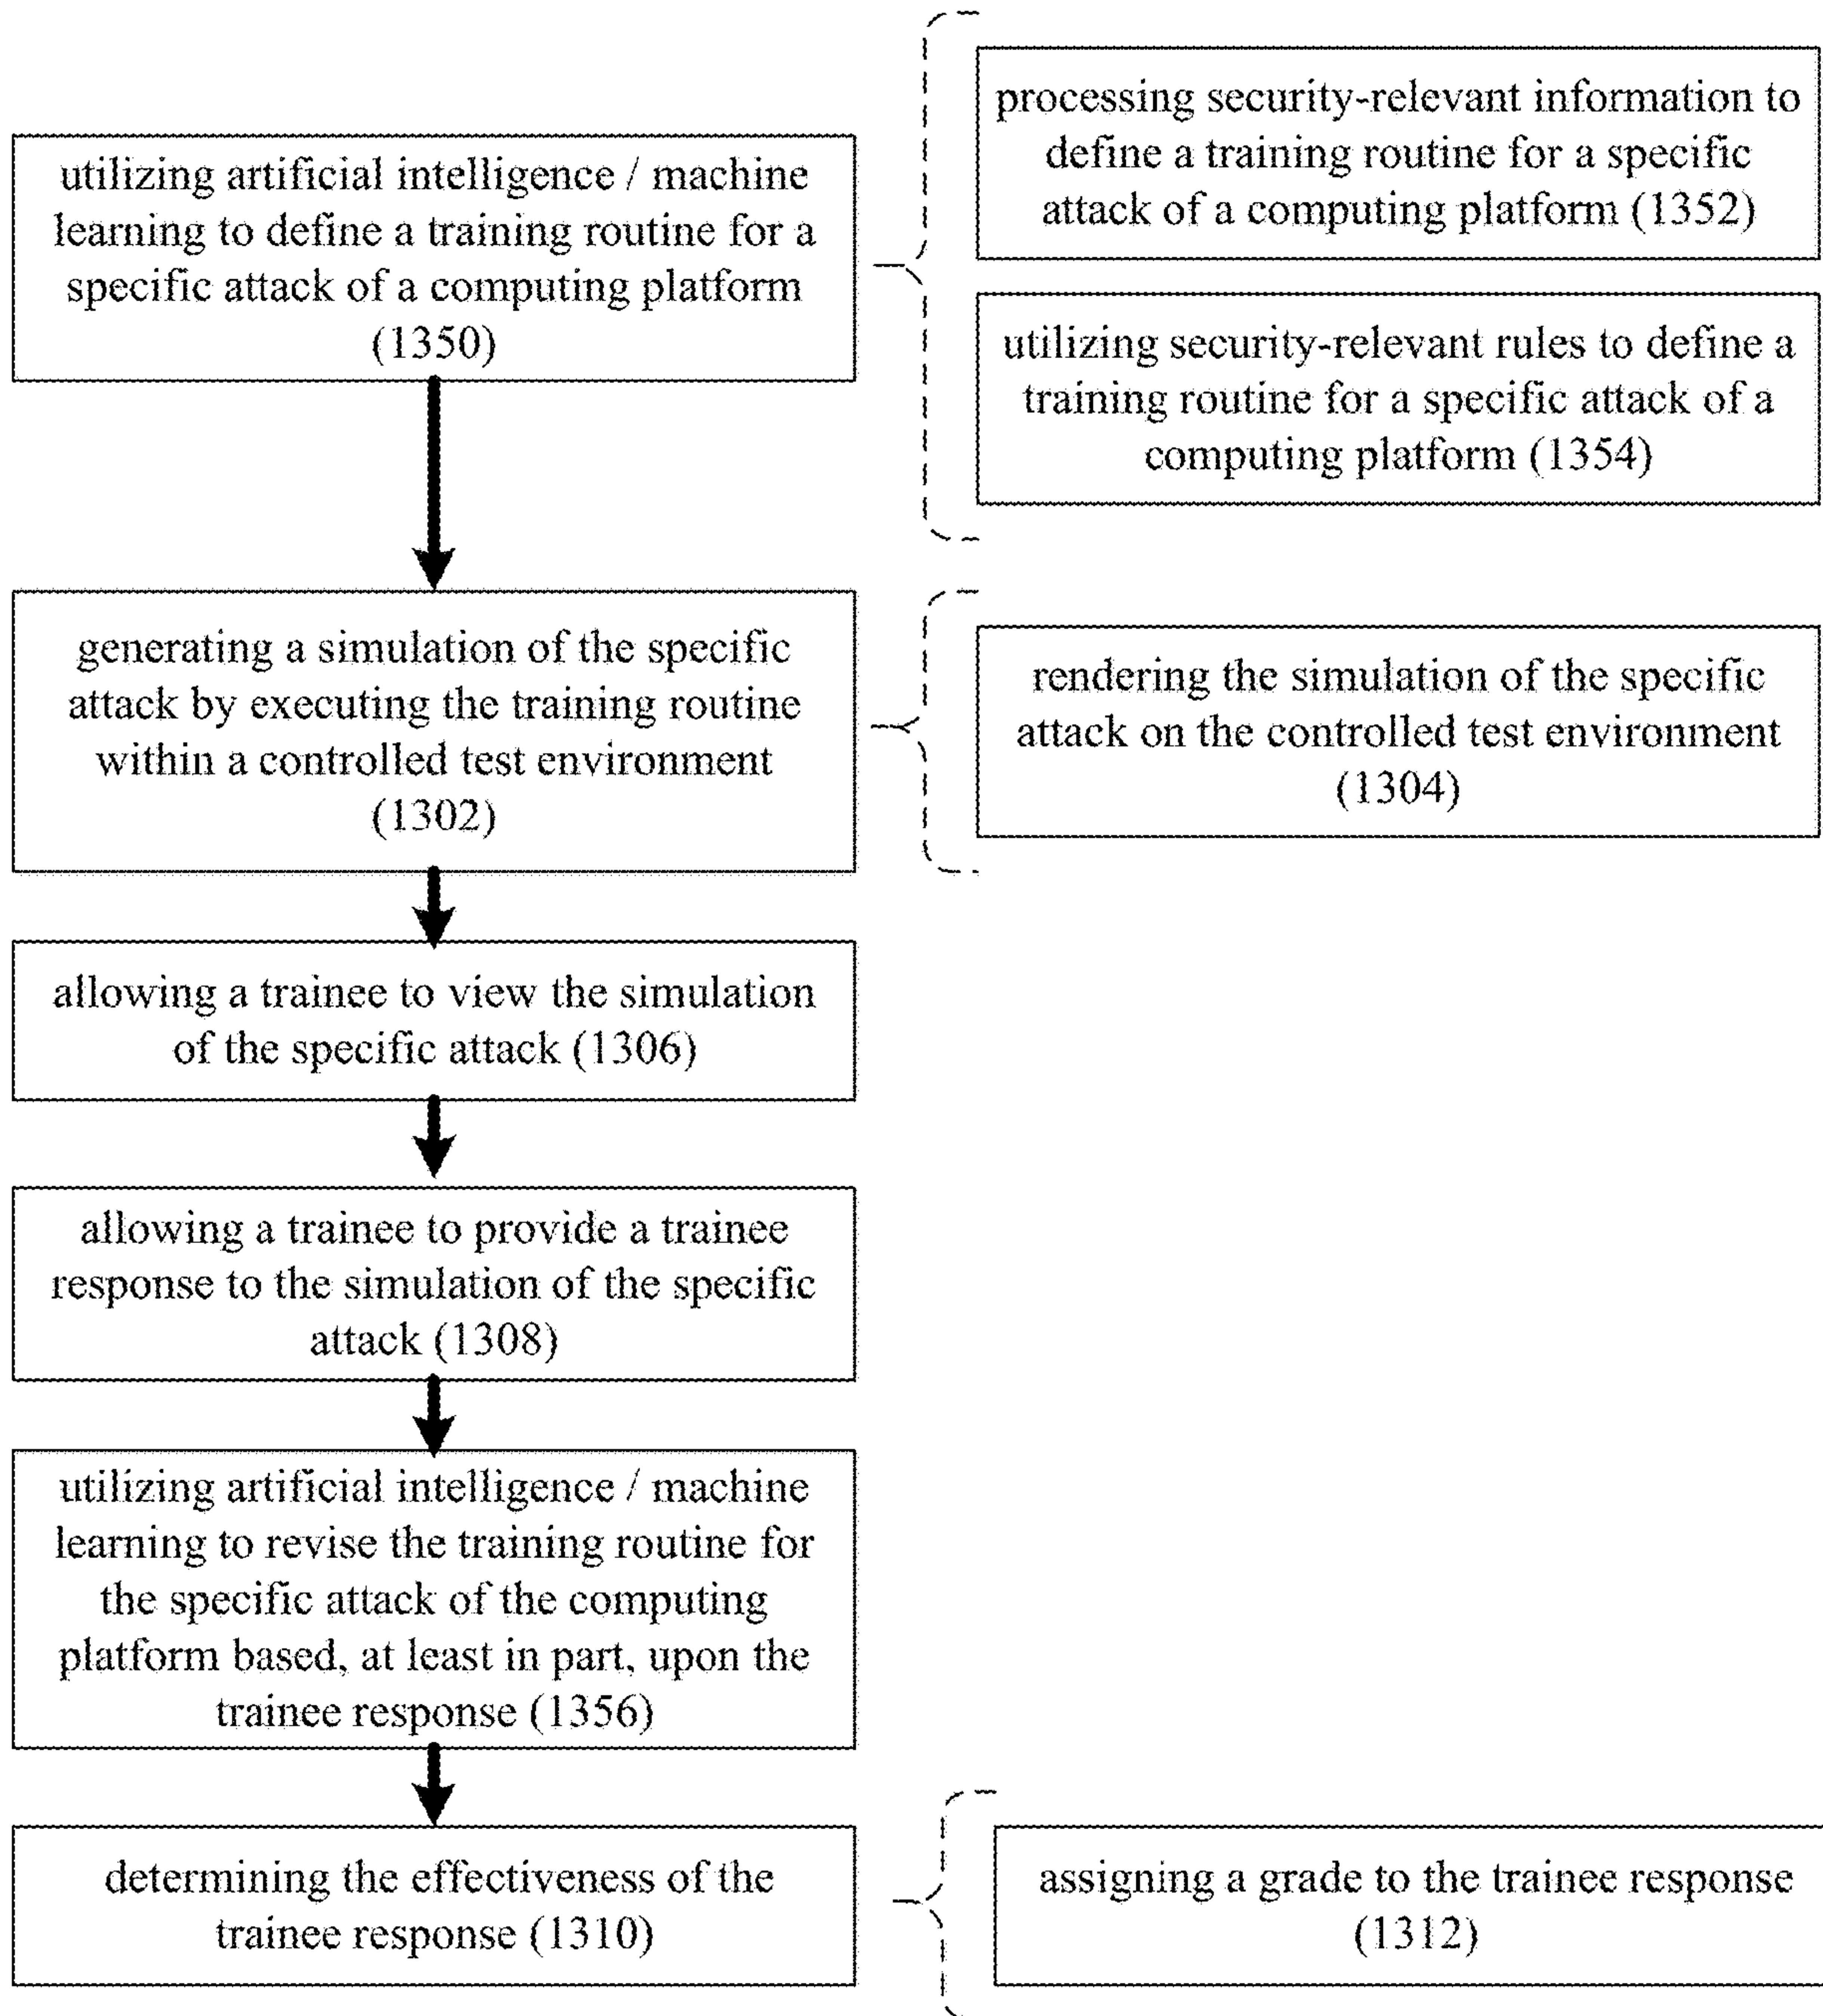 utilizing artificial intelligence / machine
learning to define a training routine for a
specific attack of a computing platform
(1350)
processing security-relevant information to
define a training routine for a specific
attack of a computing platform (1352)
utilizing security-relevant rules to define a
training routine for a specific attack of a
computing platform (1354)
generating a simulation of the specific
attack by executing the training routine
within a controlled test environment
(1302)
rendering the simulation of the specific
attack on the controlled test environment
(1304)
allowing a trainee to view the simulation
of the specific attack (1306)
allowing a trainee to provide a trainee
response to the simulation of the specific
attack (1308)
utilizing artificial intelligence / machine
learning to revise the training routine for
the specific attack of the computing
platform based, at least in part, upon the
trainee response (1356)
determining the effectiveness of the
trainee response (1310)
assigning a grade to the trainee response
(1312)